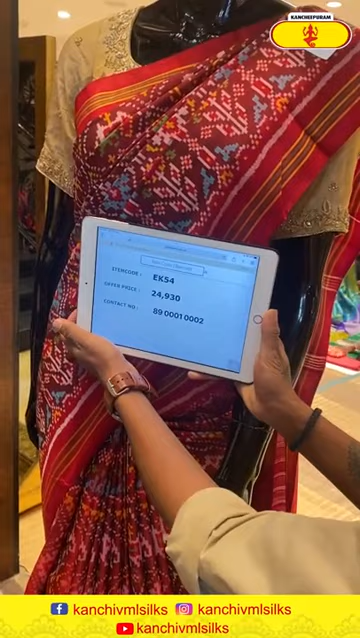 KANCHEEPURAM
ITEMCODE : EK54
OFFER PRICE : 24,930
CONTACT NO : 89 0001 0002
kanchivmlsilks kanchivmlsilks
kanchivmlsilks